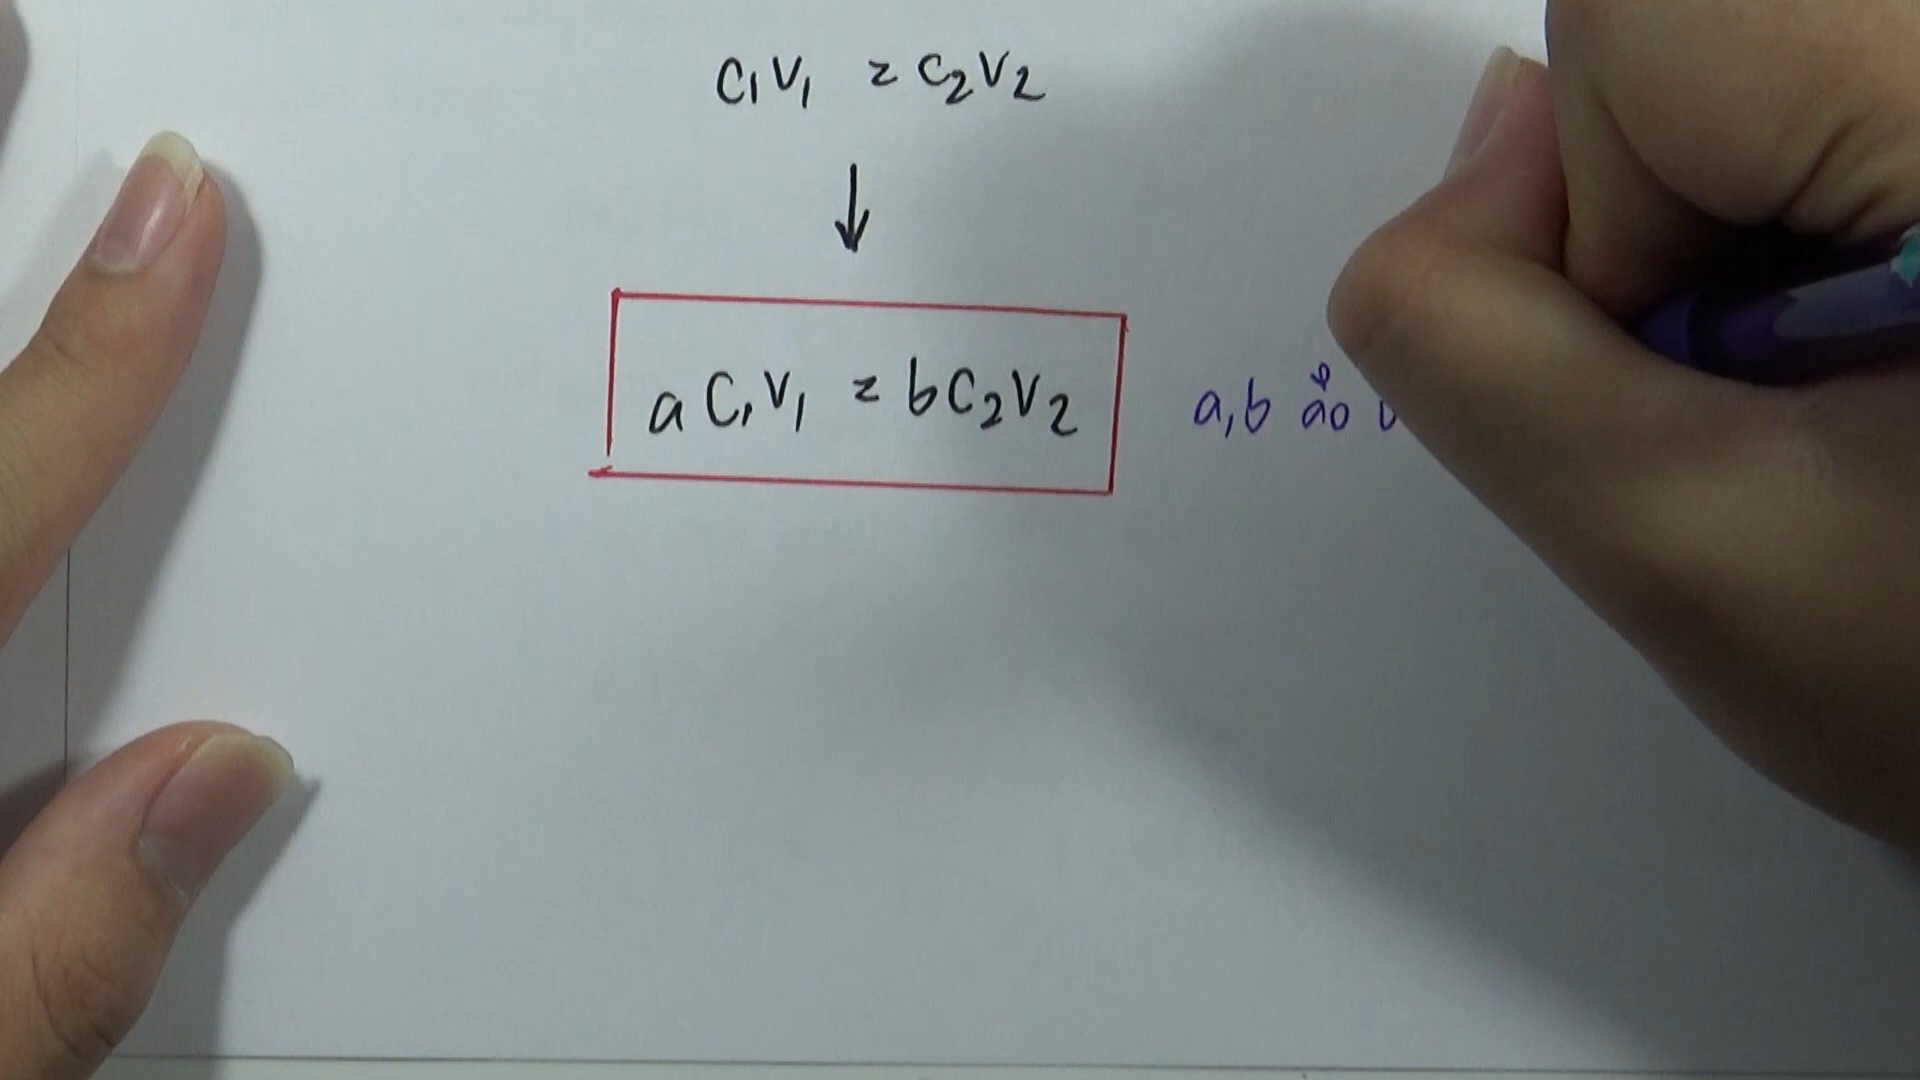 C₁V₁ = C₂V₂
↓
aC₁V₁ = bC₂V₂ a,b